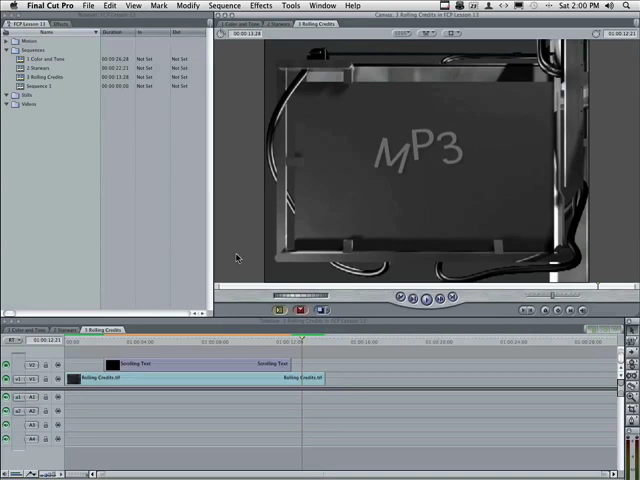 Final Cut Pro File Edit View Mark Modify Sequence Effects Tools Window Help Sat 2:00 PM
Canvas: 3 Rolling Credits in FCP Lesson 13
FCP Lesson 13 Effects
1 Color and Tone 2 Starwars 3 Rolling Credits
Name Duration In Out
00:00:13;28 01:00:12;21
Motion
Sequences
1 Color and Tone 00:00:26;28 Not Set Not Set
2 Starwars 00:00:22;21 Not Set Not Set
3 Rolling Credits 00:00:13;28 Not Set Not Set
Sequence 1 00:00:00;00 Not Set Not Set
Stills
Videos
MP3
1 Color and Tone 2 Starwars 3 Rolling Credits
RT 01:00:12;21 00:00 01:00:04;00 01:00:08;00 01:00:12;00 01:00:16;00 01:00:20;00 01:00:24;00 01:00:28;00
V2 Scrolling Text Scrolling Text
v1 V1 Rolling Credits.tif Rolling Credits.tif
a1 A1
a2 A2
A3
A4